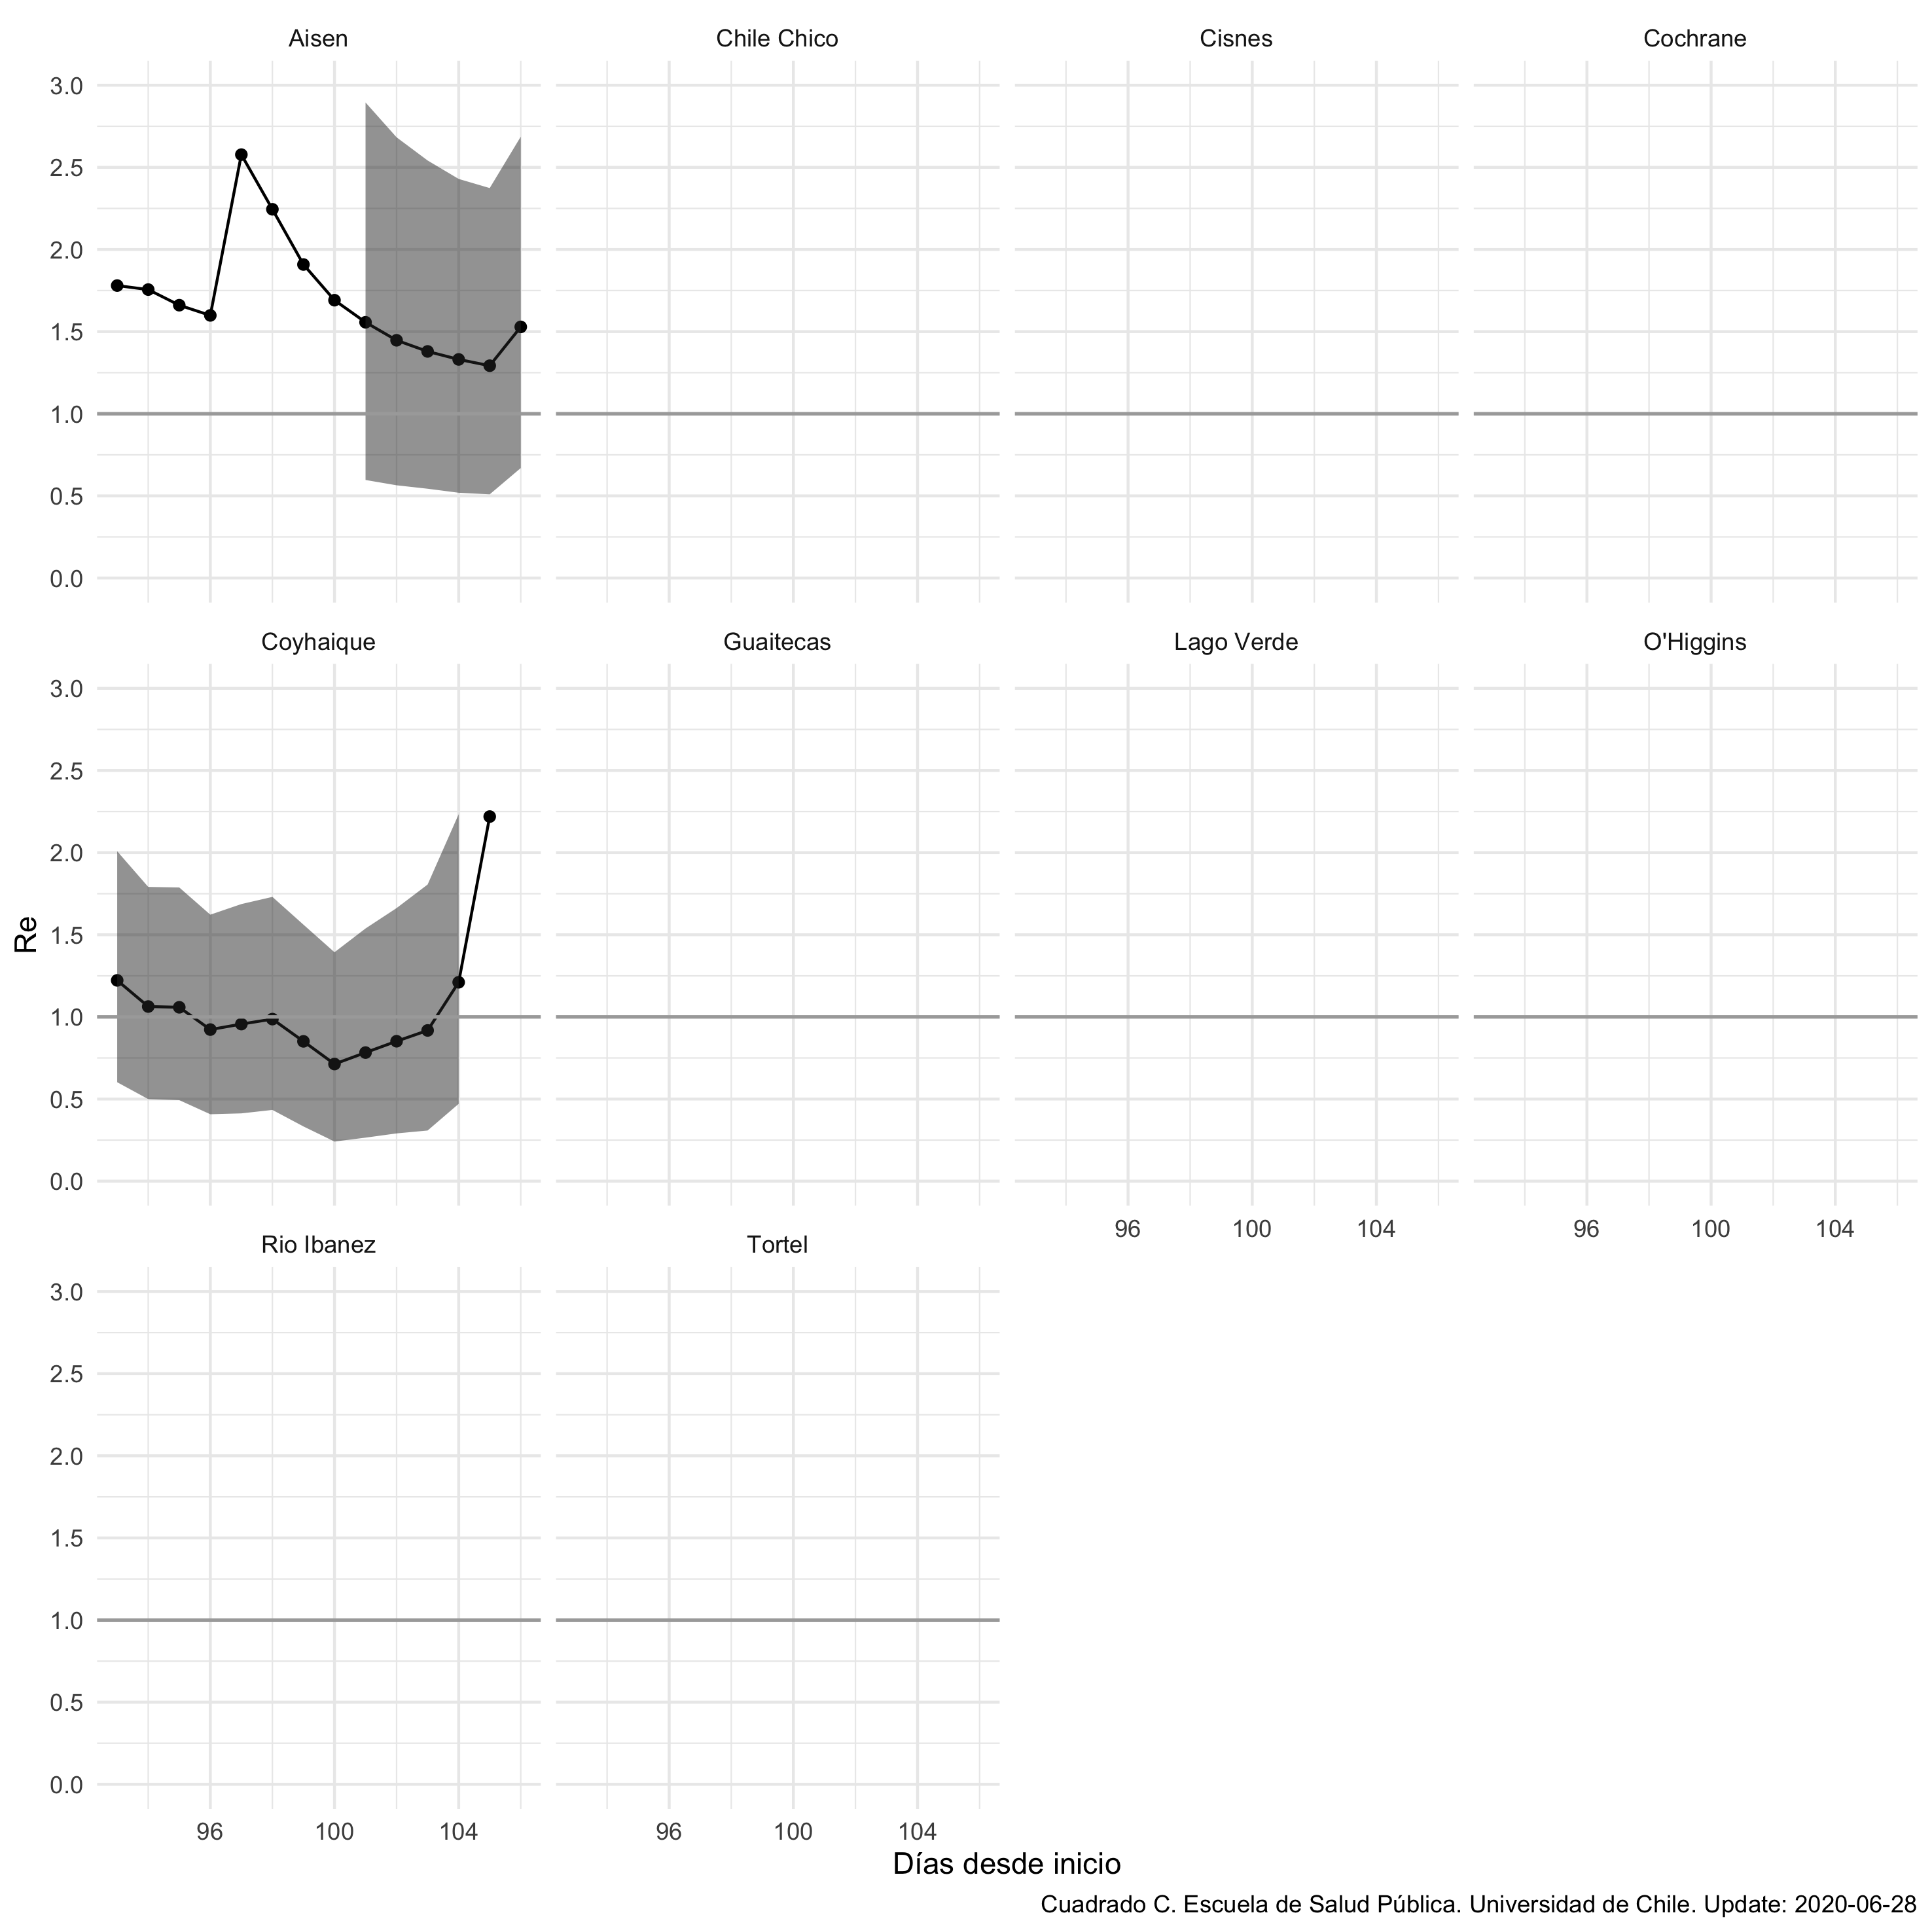 Aisen Chile Chico Cisnes Cochrane
3.0
2.5
2.0
1.5
1.0
0.5
0.0
Coyhaique Guaitecas Lago Verde O'Higgins
3.0
2.5
2.0
1.5
1.0
0.5
0.0
Re
96 100 104 96 100 104
Rio Ibanez Tortel
3.0
2.5
2.0
1.5
1.0
0.5
0.0
96 100 104 96 100 104
Días desde inicio
Cuadrado C. Escuela de Salud Pública. Universidad de Chile. Update: 2020-06-28